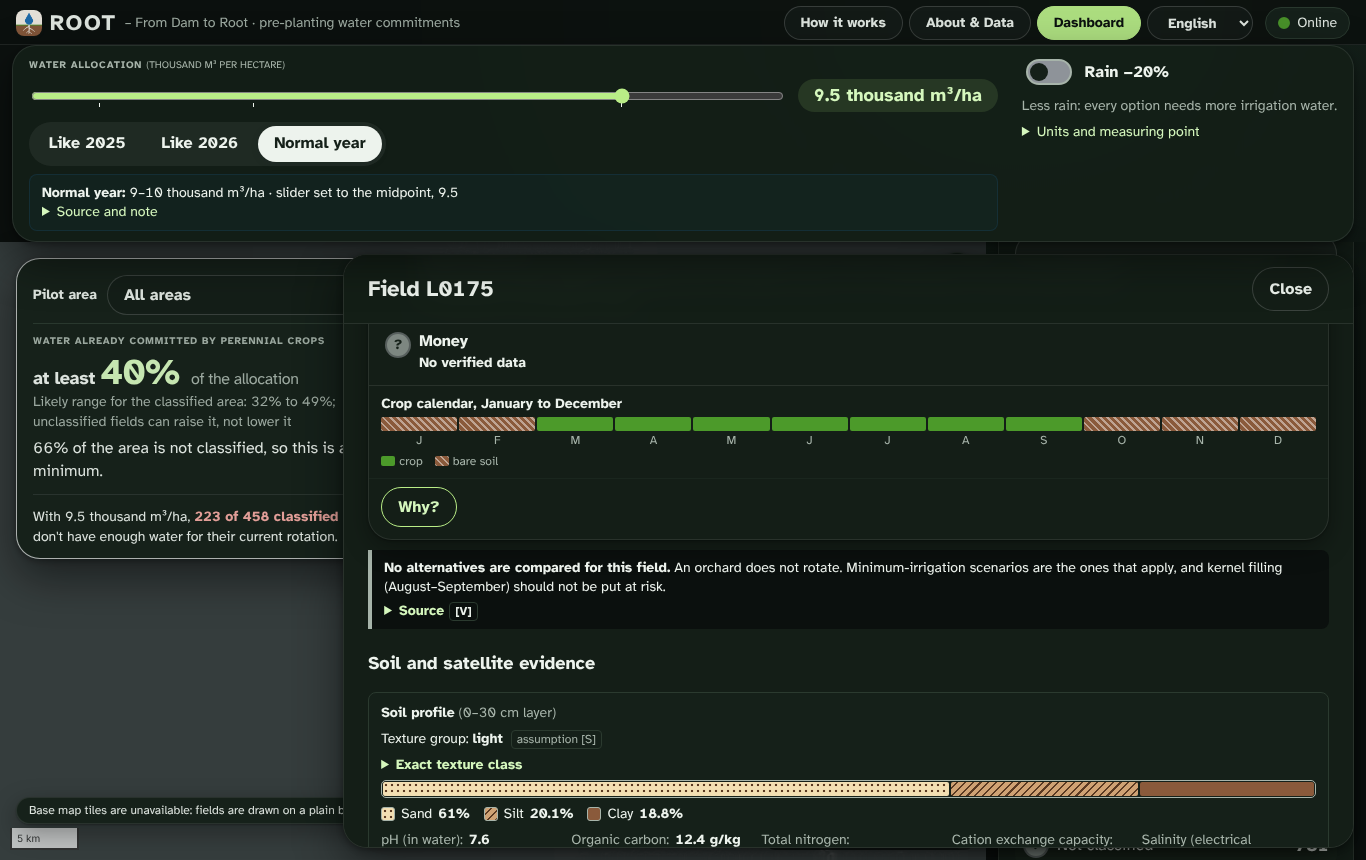 ROOT – From Dam to Root · pre-planting water commitments
How it works
About & Data
Dashboard
English
Online
WATER ALLOCATION (THOUSAND M³ PER HECTARE)
9.5 thousand m³/ha
Like 2025
Like 2026
Normal year
Normal year: 9–10 thousand m³/ha · slider set to the midpoint, 9.5
Source and note
Rain −20%
Less rain: every option needs more irrigation water.
Units and measuring point
Pilot area
All areas
WATER ALREADY COMMITTED BY PERENNIAL CROPS
at least 40% of the allocation
Likely range for the classified area: 32% to 49%;
unclassified fields can raise it, not lower it
66% of the area is not classified, so this is a
minimum.
With 9.5 thousand m³/ha, 223 of 458 classified
don't have enough water for their current rotation.
Base map tiles are unavailable: fields are drawn on a plain
5 km
Field L0175
Close
?
Money
No verified data
Crop calendar, January to December
J F M A M J J A S O N D
crop
bare soil
Why?
No alternatives are compared for this field. An orchard does not rotate. Minimum-irrigation scenarios are the ones that apply, and kernel filling
(August–September) should not be put at risk.
Source [V]
Soil and satellite evidence
Soil profile (0–30 cm layer)
Texture group: light assumption [S]
Exact texture class
Sand 61%
Silt 20.1%
Clay 18.8%
pH (in water): 7.6
Organic carbon: 12.4 g/kg
Total nitrogen:
Cation exchange capacity:
Salinity (electrical